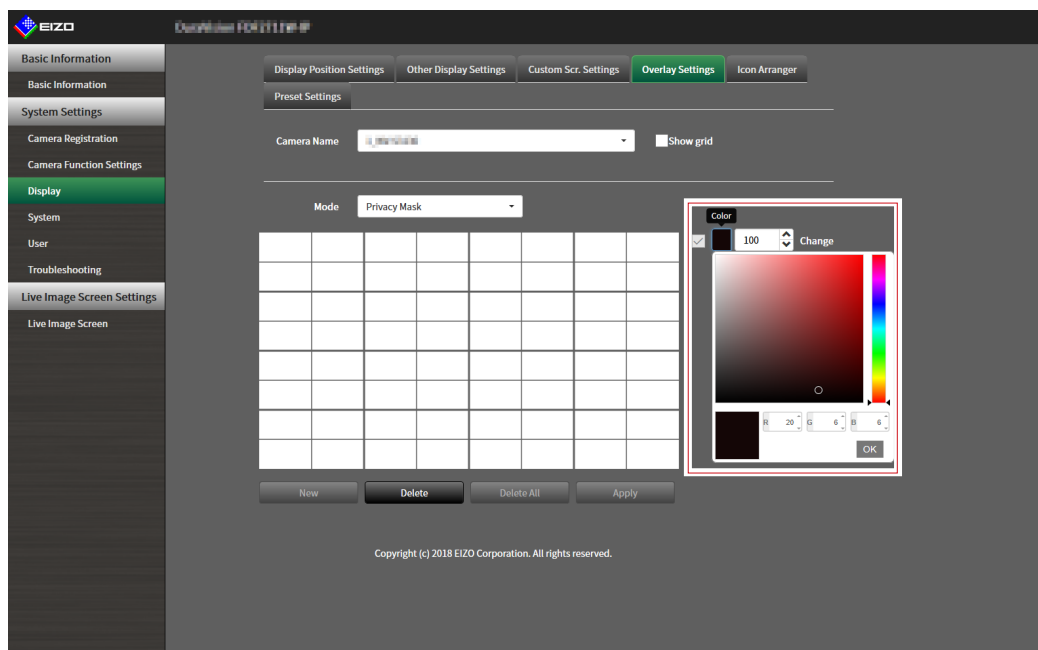 EIZO
Basic Information
Basic Information
System Settings
Camera Registration
Camera Function Settings
Display
System
User
Troubleshooting
Live Image Screen Settings
Live Image Screen
Display Position Settings Other Display Settings Custom Scr. Settings Overlay Settings Icon Arranger
Preset Settings
Camera Name Show grid
Mode Privacy Mask
Color
100 Change
R 20 G 6 B 6
OK
New Delete Delete All Apply
Copyright (c) 2018 EIZO Corporation. All rights reserved.